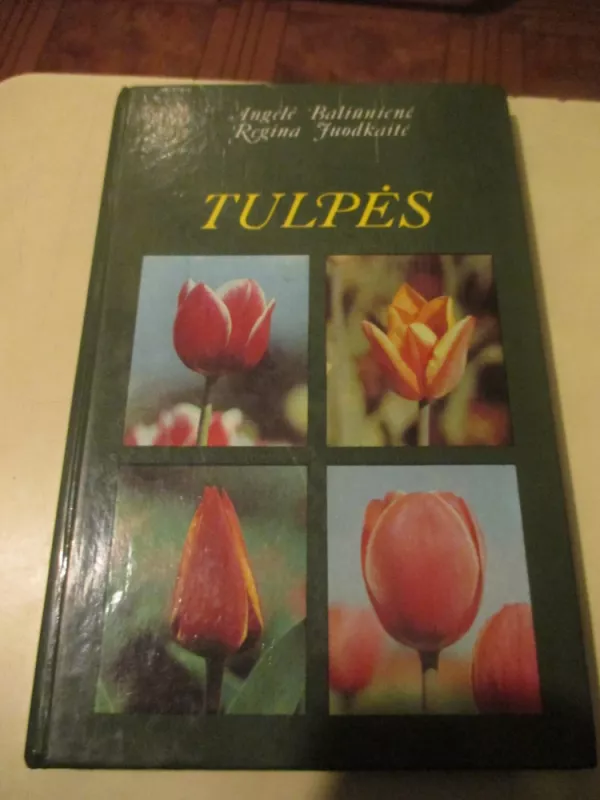 Angelė Baliūnienė
Regina Juodkaitė
TULPĖS